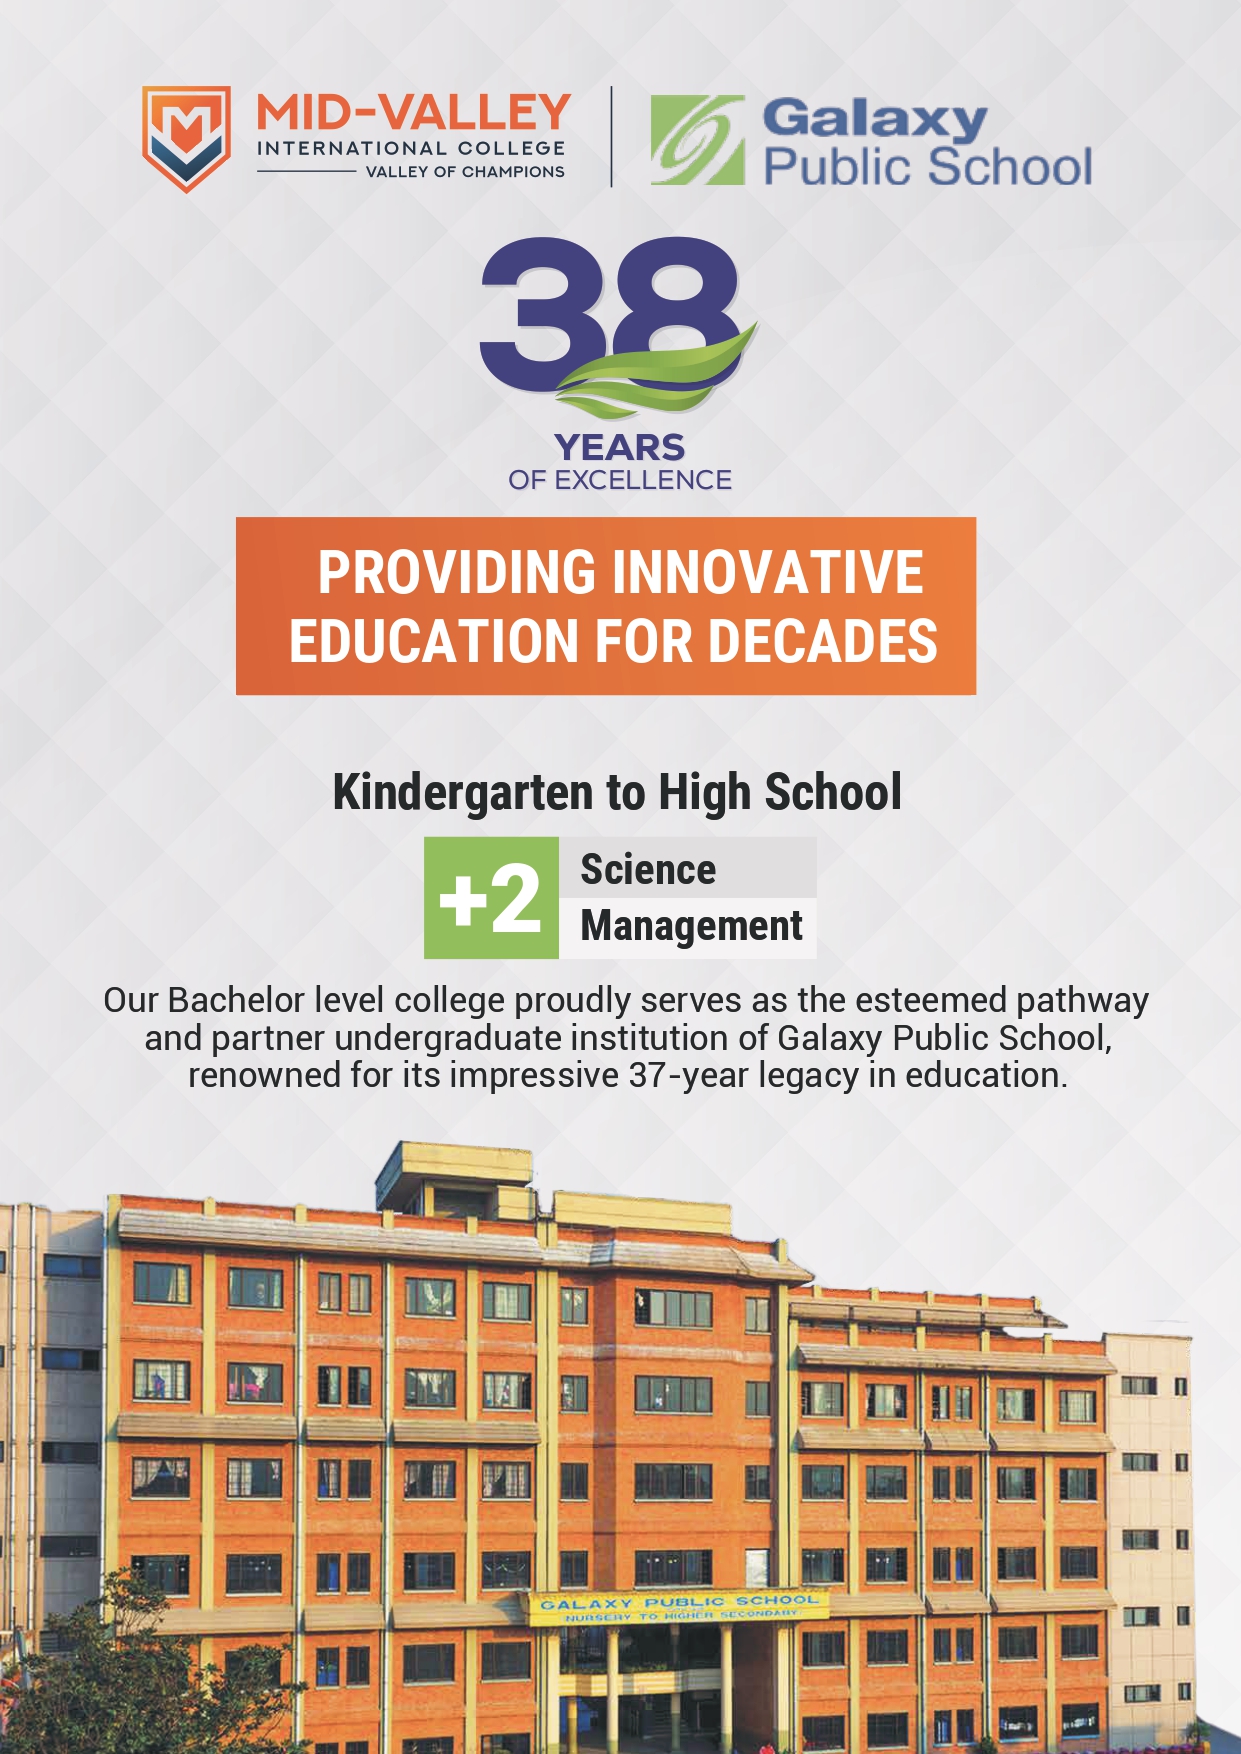 MID-VALLEY
INTERNATIONAL COLLEGE
VALLEY OF CHAMPIONS
Galaxy
Public School
38
YEARS
OF EXCELLENCE
PROVIDING INNOVATIVE
EDUCATION FOR DECADES
Kindergarten to High School
+2
Science
Management
Our Bachelor level college proudly serves as the esteemed pathway
and partner undergraduate institution of Galaxy Public School,
renowned for its impressive 37-year legacy in education.
GALAXY PUBLIC SCHOOL
NURSERY TO HIGHER SECONDARY